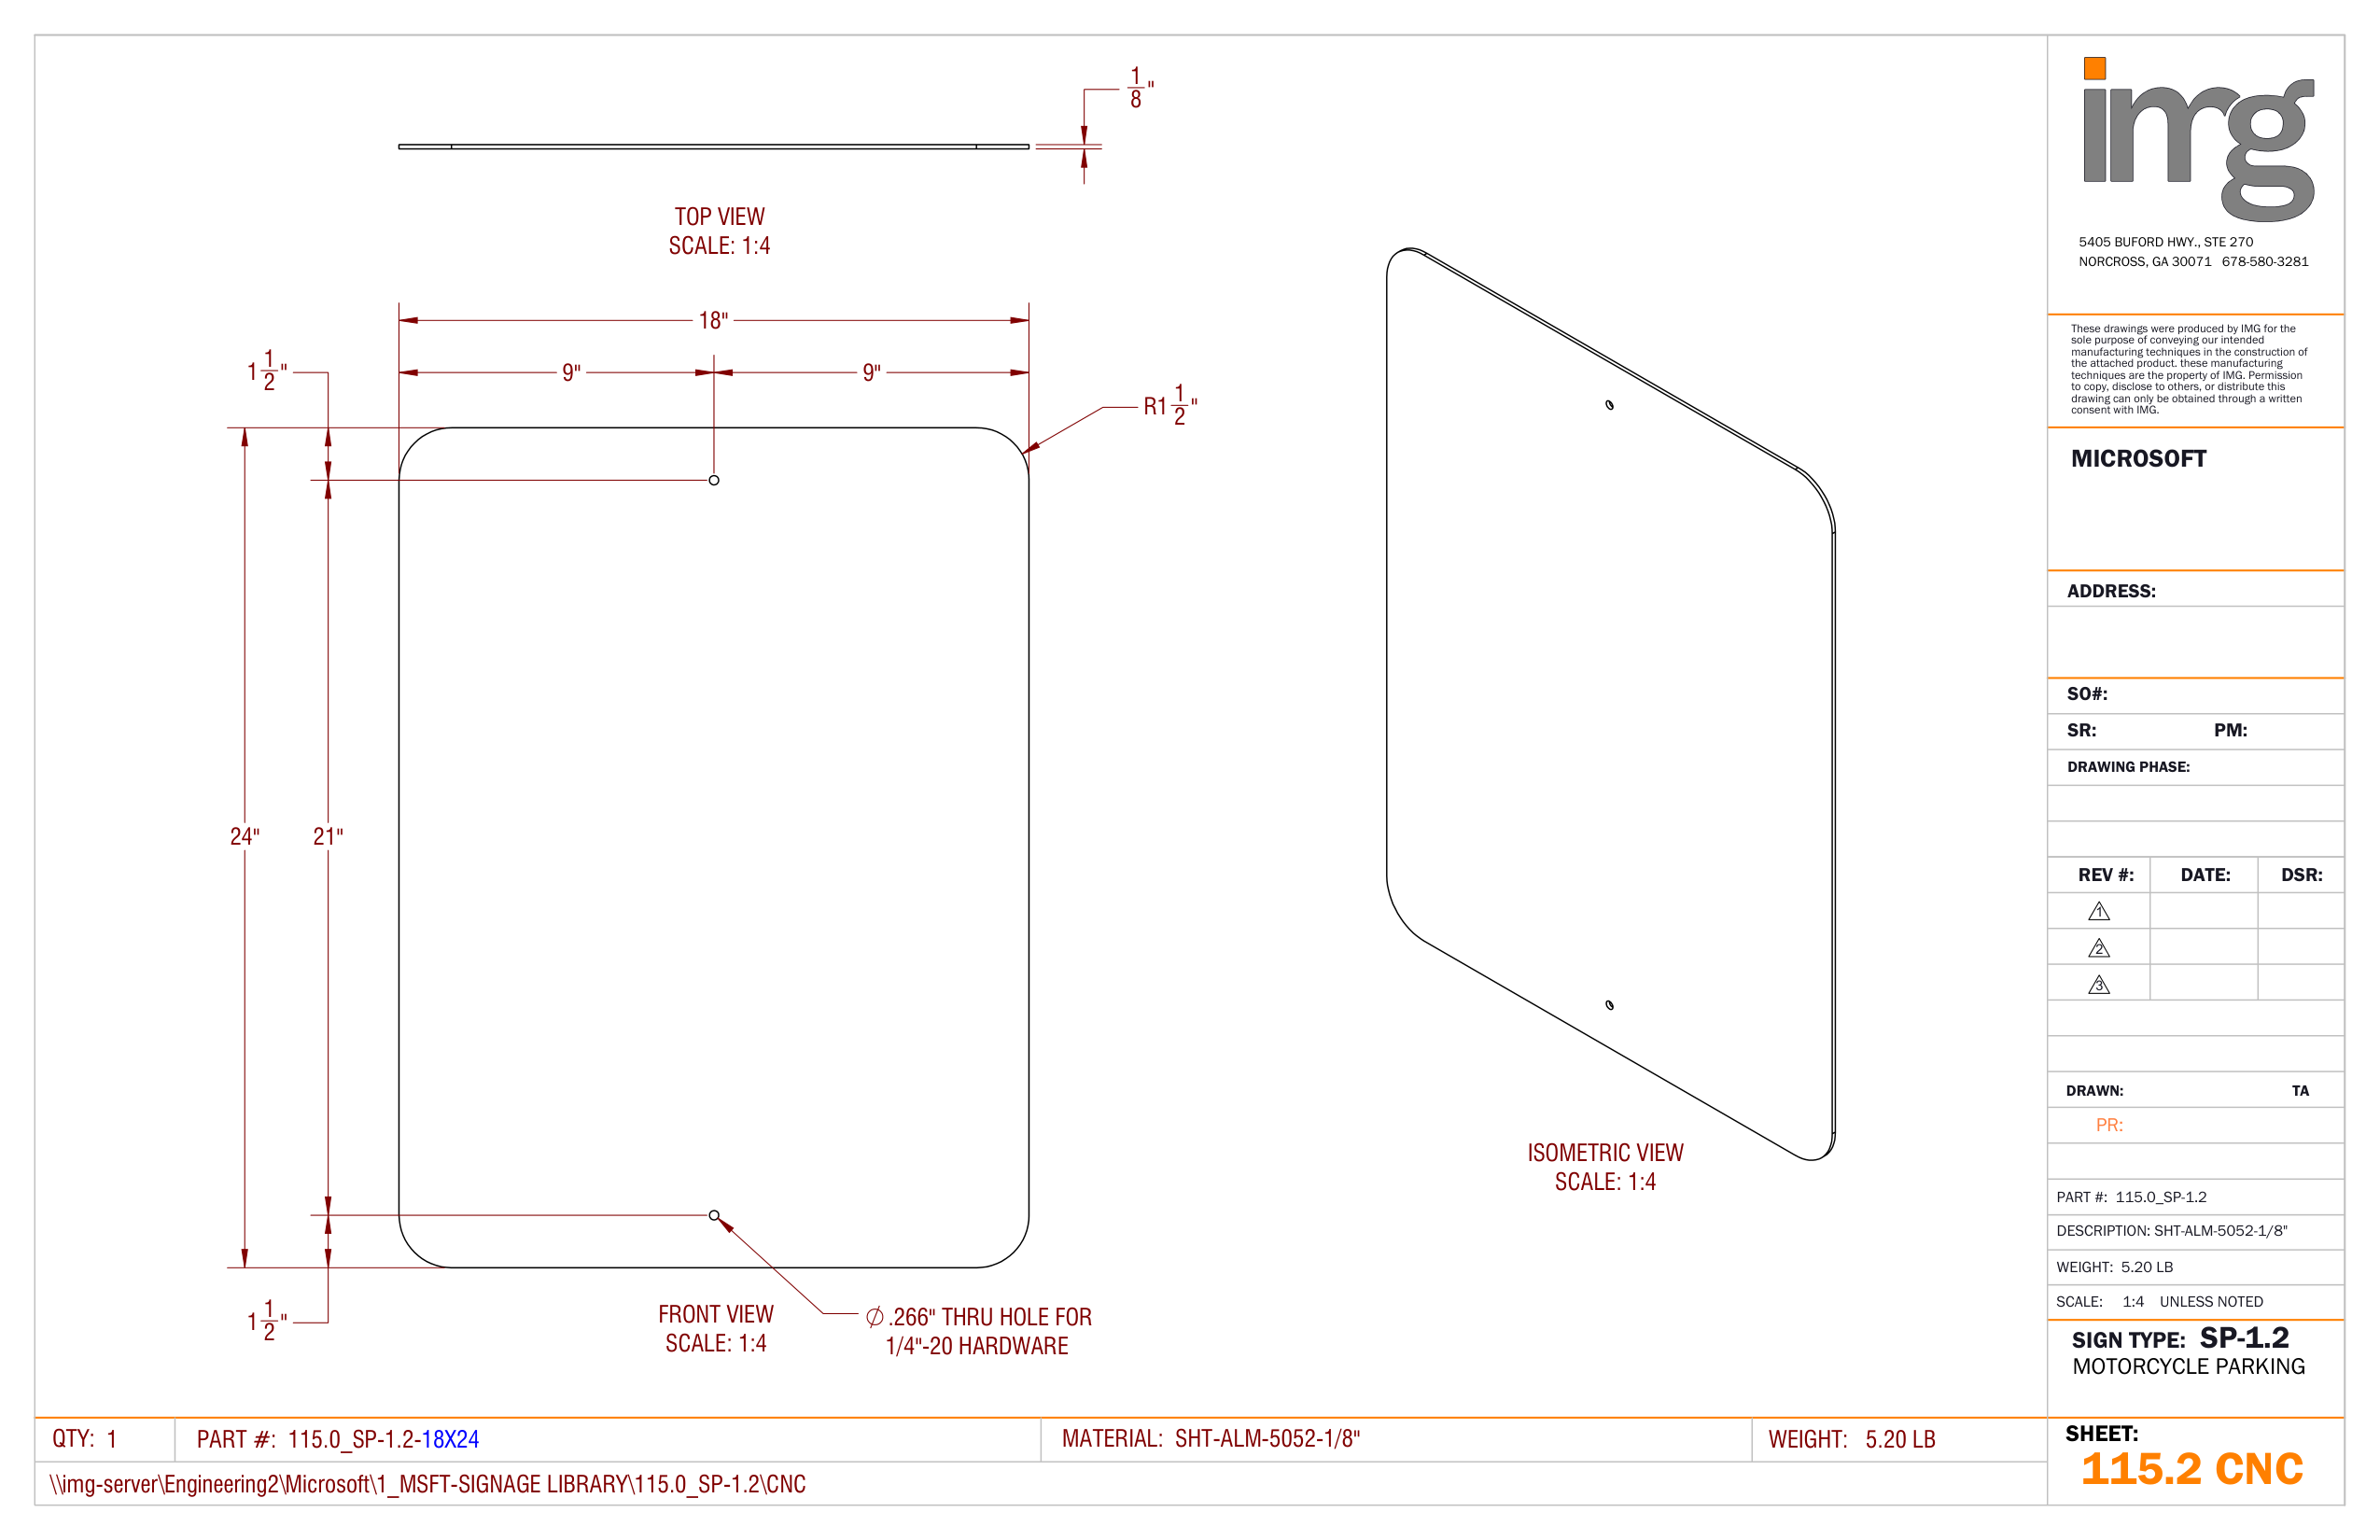 1/8"
TOP VIEW
SCALE: 1:4
18"
9"
9"
1 1/2"
R1 1/2"
24"
21"
1 1/2"
FRONT VIEW
SCALE: 1:4
Ø .266" THRU HOLE FOR
1/4"-20 HARDWARE
ISOMETRIC VIEW
SCALE: 1:4
img
5405 BUFORD HWY., STE 270
NORCROSS, GA 30071 678-580-3281
These drawings were produced by IMG for the
sole purpose of conveying our intended
manufacturing techniques in the construction of
the attached product. these manufacturing
techniques are the property of IMG. Permission
to copy, disclose to others, or distribute this
drawing can only be obtained through a written
consent with IMG.
MICROSOFT
ADDRESS:
SO#:
SR: PM:
DRAWING PHASE:
REV #: DATE: DSR:
1
2
3
DRAWN: TA
PR:
PART #: 115.0_SP-1.2
DESCRIPTION: SHT-ALM-5052-1/8"
WEIGHT: 5.20 LB
SCALE: 1:4 UNLESS NOTED
SIGN TYPE: SP-1.2
MOTORCYCLE PARKING
SHEET:
115.2 CNC
QTY: 1 PART #: 115.0_SP-1.2-18X24 MATERIAL: SHT-ALM-5052-1/8" WEIGHT: 5.20 LB
\\img-server\Engineering2\Microsoft\1_MSFT-SIGNAGE LIBRARY\115.0_SP-1.2\CNC